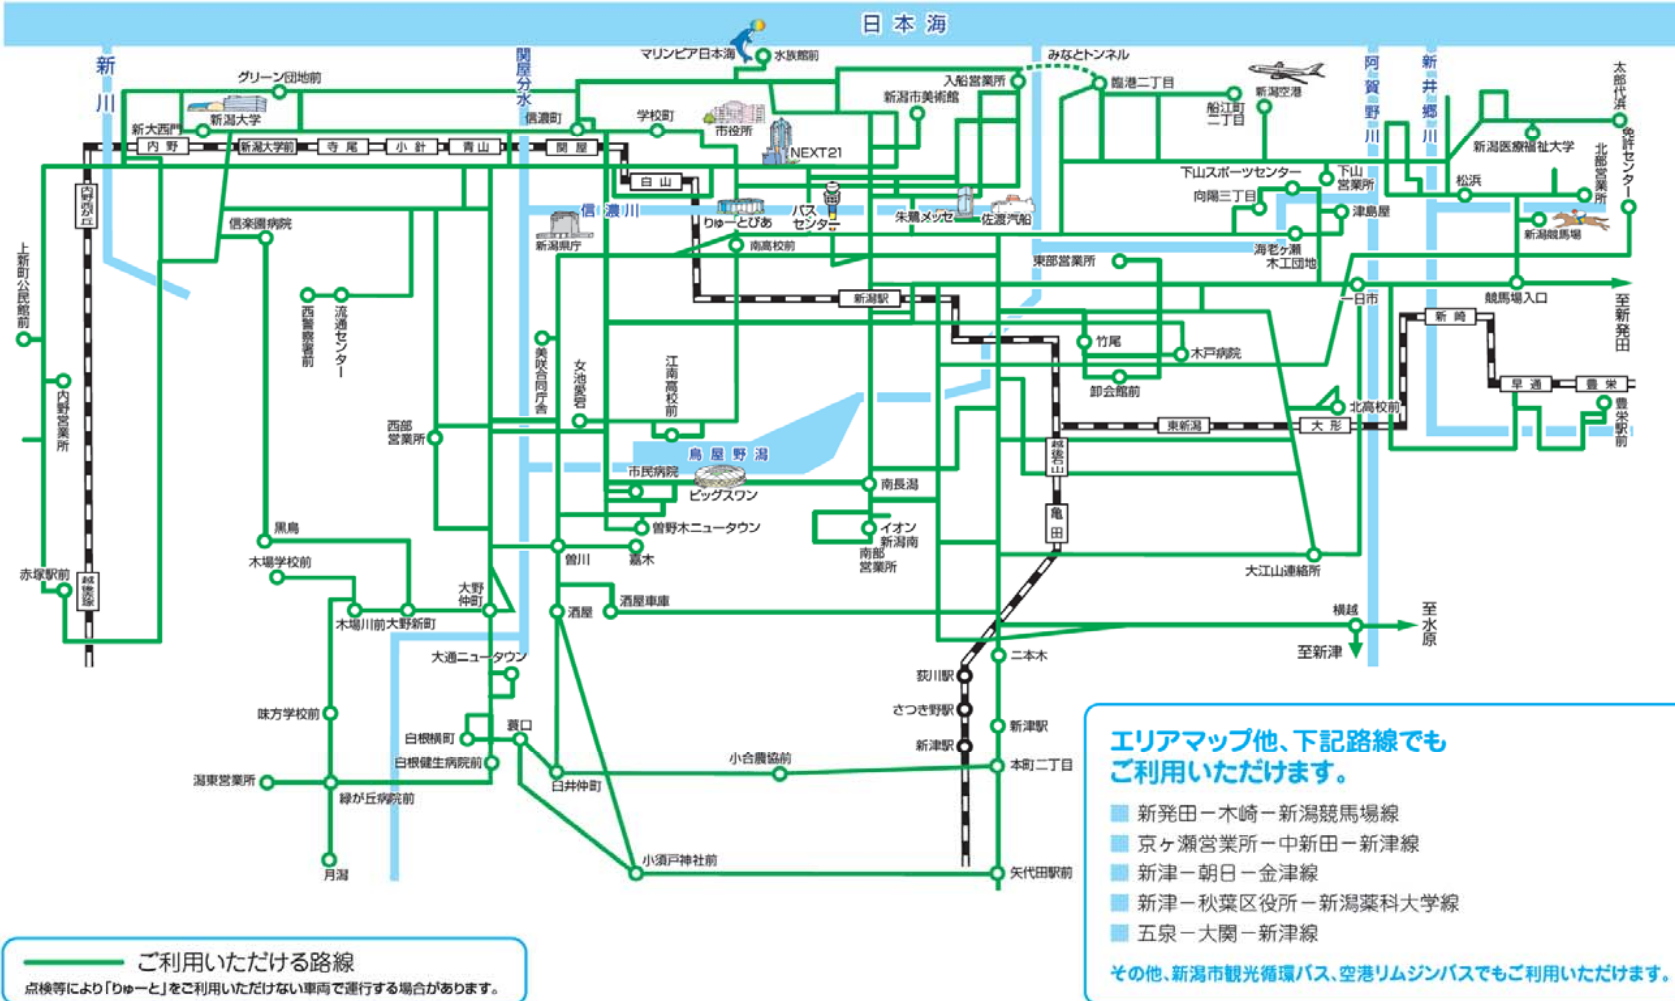 日本海
マリンピア日本海
水族館前
みなとトンネル
新川
関屋分水
阿賀野川
新井郷川
太郎代浜
グリーン団地前
新潟大学
新大西門
信濃町
学校町
市役所
NEXT21
新潟市美術館
入船営業所
臨港二丁目
船江町
二丁目
新潟空港
新潟医療福祉大学
免許センター
北部営業所
内野
新潟大学前
寺尾
小針
青山
関屋
白山
下山スポーツセンター
下山
営業所
向陽三丁目
松浜
津島屋
新潟競馬場
内野西が丘
信濃川
信楽園病院
新潟県庁
りゅーとぴあ
バス
センター
朱鷺メッセ
佐渡汽船
南高校前
海老ヶ瀬
木工団地
東部営業所
上新町公民館前
西警察署前
流通センター
新潟駅
一日市
競馬場入口
至新発田
新崎
美咲合同庁舎
女池愛宕
江南高校前
竹尾
木戸病院
卸会館前
早通
豊栄
豊栄駅前
内野営業所
西部
営業所
北高校前
東新潟
大形
越後石山
鳥屋野潟
市民病院
ビッグスワン
南長潟
亀田
曽野木ニュータウン
イオン
新潟南
南部
営業所
黒鳥
木場学校前
曽川
嘉木
大江山連絡所
赤塚駅前
越後赤塚
大野
仲町
木場川前
大野新町
酒屋
酒屋車庫
横越
至水原
至新津
大通ニュータウン
二本木
荻川駅
さつき野駅
新津駅
新津駅
味方学校前
白根横町
蓑口
白根健生病院前
小合農協前
本町二丁目
潟東営業所
緑が丘病院前
臼井仲町
月潟
小須戸神社前
矢代田駅前
エリアマップ他、下記路線でも
ご利用いただけます。
新発田－木崎－新潟競馬場線
京ヶ瀬営業所－中新田－新津線
新津－朝日－金津線
新津－秋葉区役所－新潟薬科大学線
五泉－大関－新津線
その他、新潟市観光循環バス、空港リムジンバスでもご利用いただけます。
ご利用いただける路線
点検等により「りゅーと」をご利用いただけない車両で運行する場合があります。